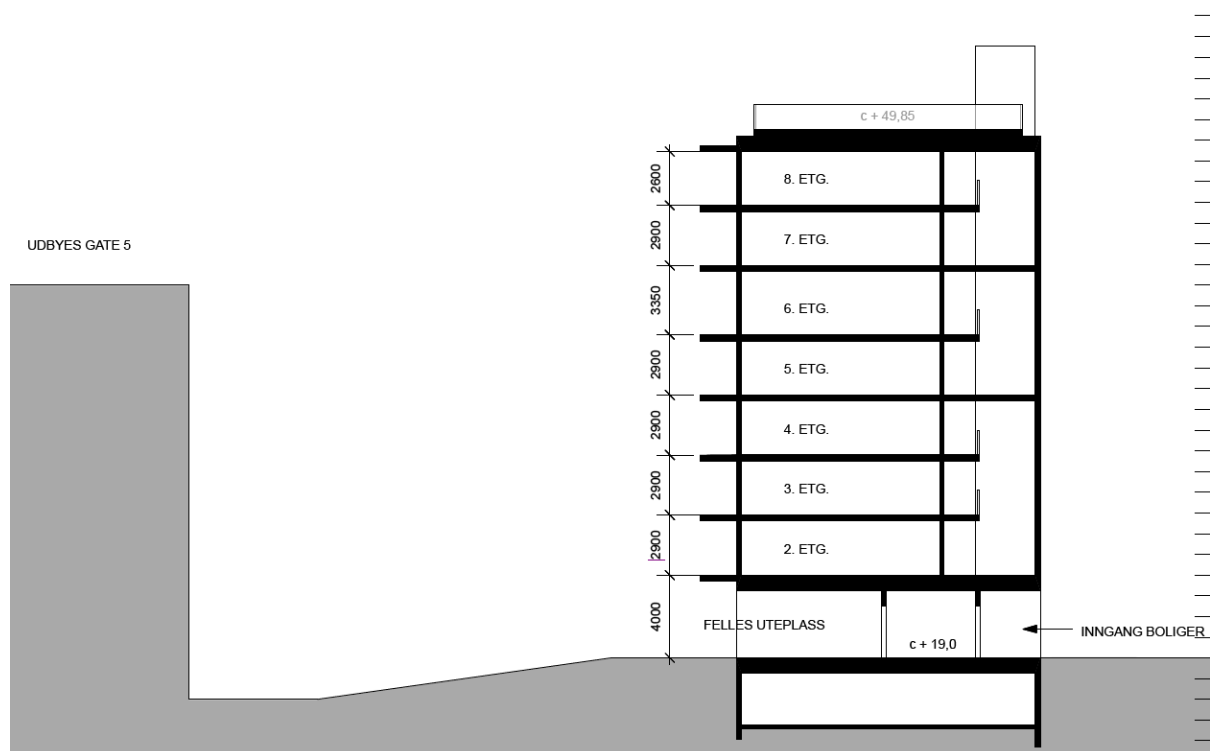 c + 49,85
8. ETG.
2600
7. ETG.
2900
UDBYES GATE 5
6. ETG.
3350
5. ETG.
2900
4. ETG.
2900
3. ETG.
2900
2. ETG.
2900
4000
FELLES UTEPLASS
c + 19,0
INNGANG BOLIGER